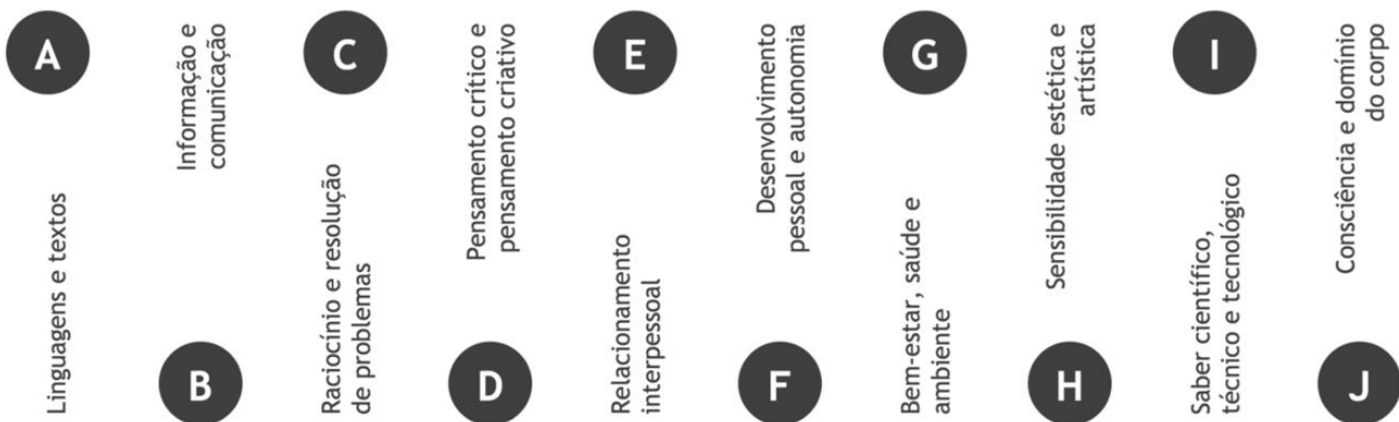 A
Linguagens e textos
B
Informação e
comunicação
C
Raciocínio e resolução
de problemas
D
Pensamento crítico e
pensamento criativo
E
Relacionamento
interpessoal
F
Desenvolvimento
pessoal e autonomia
G
Bem-estar, saúde e
ambiente
H
Sensibilidade estética e
artística
I
Saber científico,
técnico e tecnológico
J
Consciência e domínio
do corpo